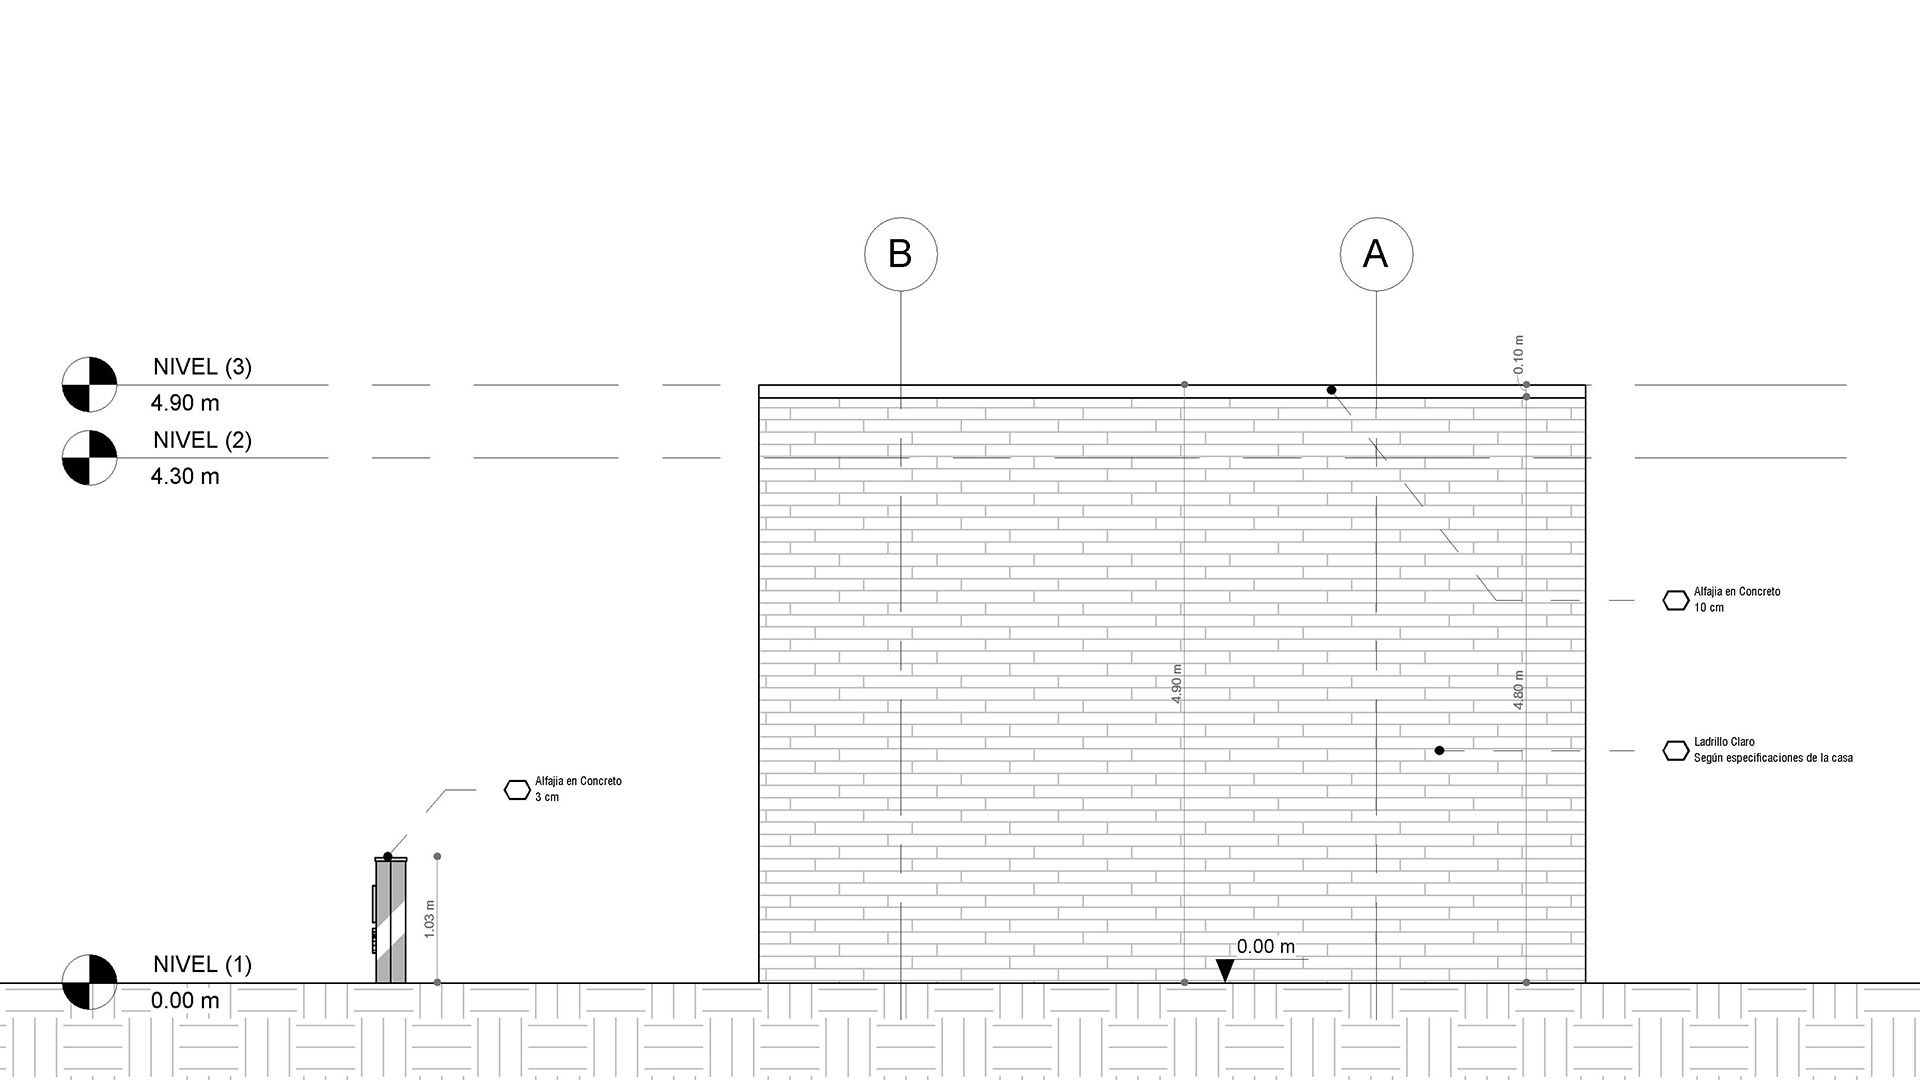 B
A
0.10 m
NIVEL (3)
4.90 m
NIVEL (2)
4.30 m
Alfajia en Concreto
10 cm
4.90 m
4.80 m
Ladrillo Claro
Según especificaciones de la casa
Alfajia en Concreto
3 cm
1.03 m
0.00 m
NIVEL (1)
0.00 m